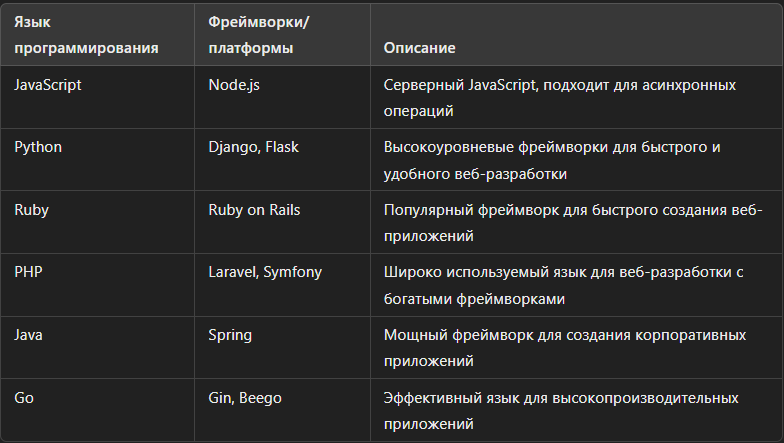 Язык программирования
Фреймворки/ платформы
Описание
JavaScript
Node.js
Серверный JavaScript, подходит для асинхронных
операций
Python
Django, Flask
Высокоуровневые фреймворки для быстрого и
удобного веб-разработки
Ruby
Ruby on Rails
Популярный фреймворк для быстрого создания веб-
приложений
PHP
Laravel, Symfony
Широко используемый язык для веб-разработки с
богатыми фреймворками
Java
Spring
Мощный фреймворк для создания корпоративных
приложений
Go
Gin, Beego
Эффективный язык для высокопроизводительных
приложений